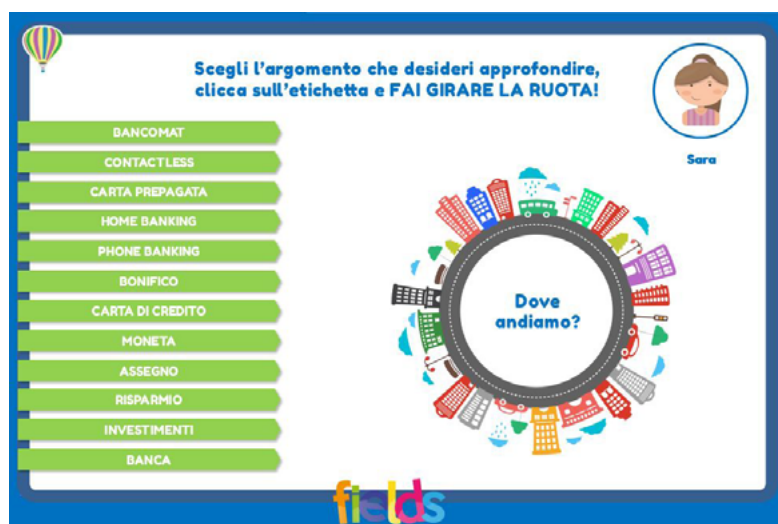 Scegli l'argomento che desideri approfondire,
clicca sull'etichetta e FAI GIRARE LA RUOTA!
Sara
BANCOMAT
CONTACTLESS
CARTA PREPAGATA
HOME BANKING
PHONE BANKING
BONIFICO
CARTA DI CREDITO
MONETA
ASSEGNO
RISPARMIO
INVESTIMENTI
BANCA
Dove
andiamo?
fields